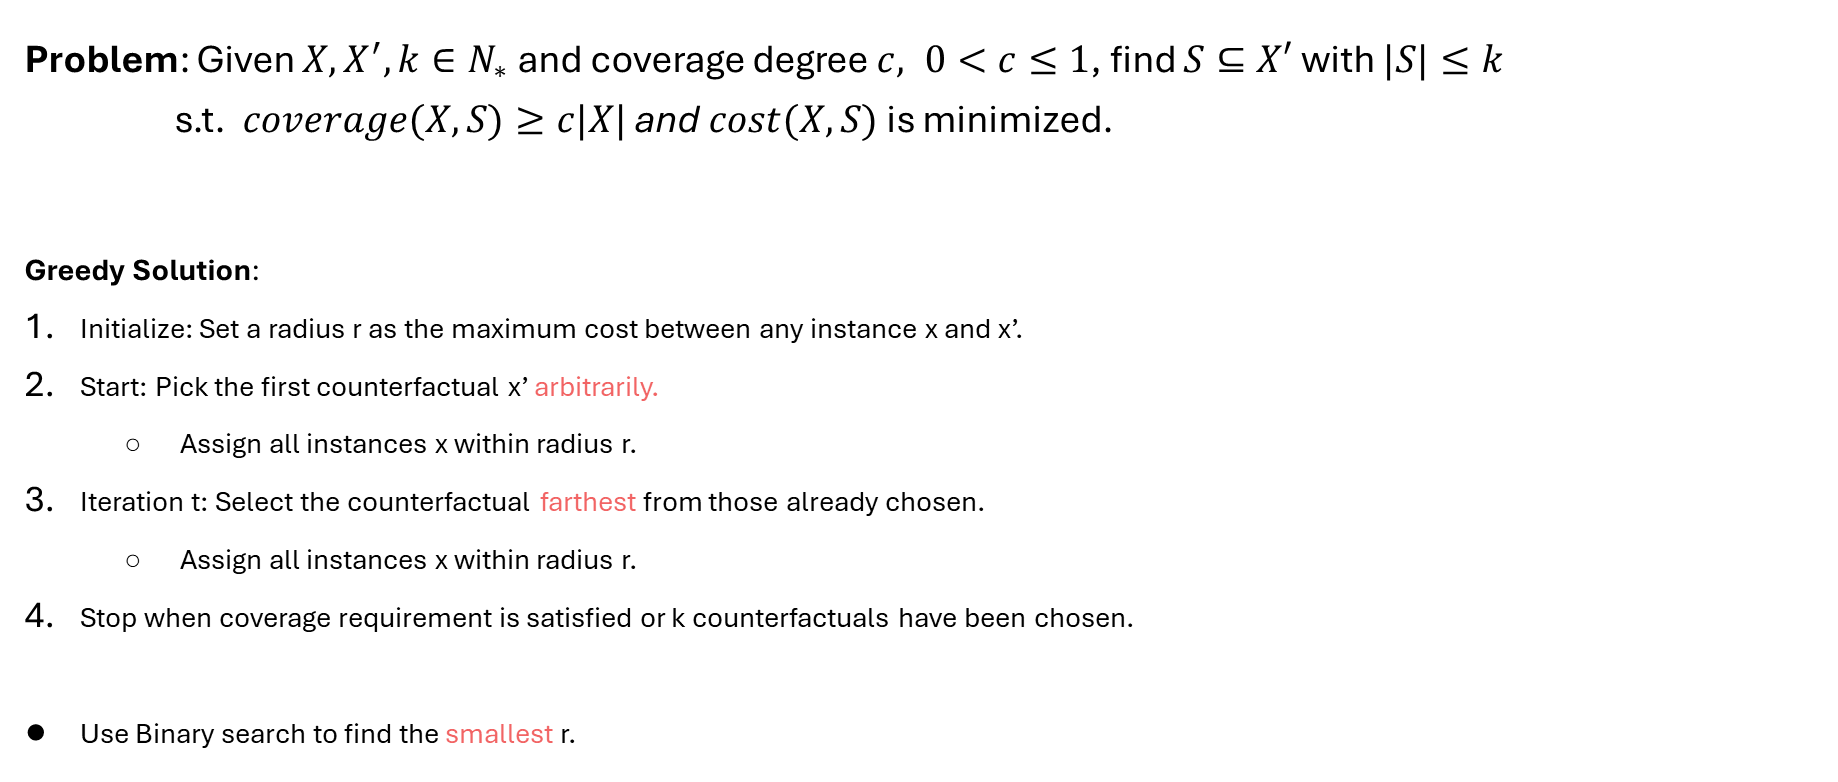 Problem: Given X, X′, k ∈ N* and coverage degree c, 0 < c ≤ 1, find S ⊆ X′ with |S| ≤ k
s.t. coverage(X, S) ≥ c|X| and cost(X, S) is minimized.
Greedy Solution:
1. Initialize: Set a radius r as the maximum cost between any instance x and x’.
2. Start: Pick the first counterfactual x’ arbitrarily.
○ Assign all instances x within radius r.
3. Iteration t: Select the counterfactual farthest from those already chosen.
○ Assign all instances x within radius r.
4. Stop when coverage requirement is satisfied or k counterfactuals have been chosen.
● Use Binary search to find the smallest r.